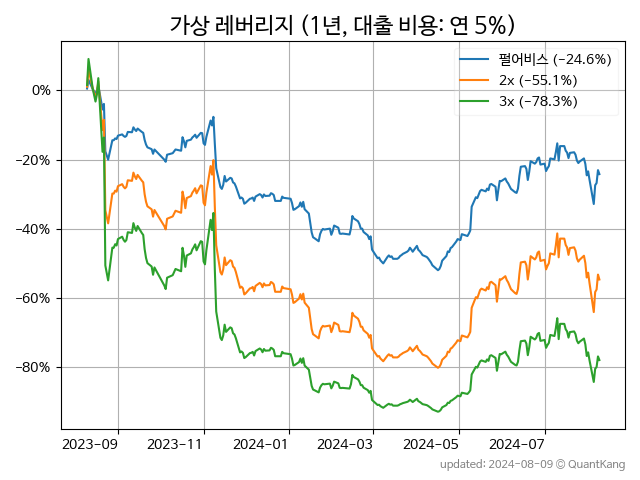 가상 레버리지 (1년, 대출 비용: 연 5%)
펄어비스 (−24.6%)
2x (−55.1%)
3x (−78.3%)
0%
−20%
−40%
−60%
−80%
2023-09 2023-11 2024-01 2024-03 2024-05 2024-07
updated: 2024-08-09 © QuantKang